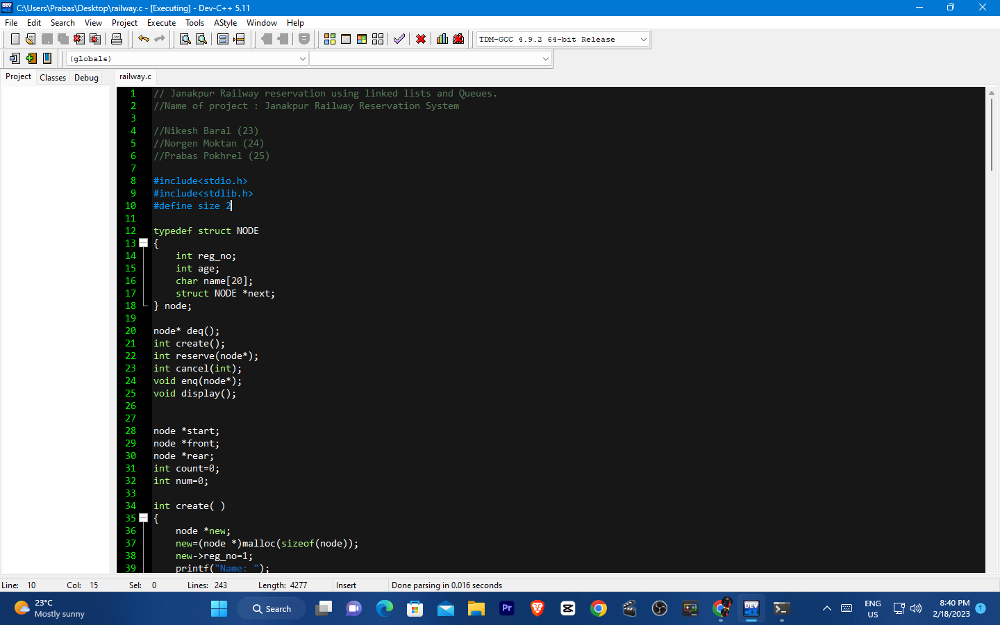 C:\Users\Prabas\Desktop\railway.c - [Executing] - Dev-C++ 5.11
File Edit Search View Project Execute Tools AStyle Window Help
TDM-GCC 4.9.2 64-bit Release
(globals)
Project Classes Debug
railway.c
1 // Janakpur Railway reservation using linked lists and Queues.
2 //Name of project : Janakpur Railway Reservation System
3
4 //Nikesh Baral (23)
5 //Norgen Moktan (24)
6 //Prabas Pokhrel (25)
7
8 #include<stdio.h>
9 #include<stdlib.h>
10 #define size 2
11
12 typedef struct NODE
13 {
14 int reg_no;
15 int age;
16 char name[20];
17 struct NODE *next;
18 } node;
19
20 node* deq();
21 int create();
22 int reserve(node*);
23 int cancel(int);
24 void enq(node*);
25 void display();
26
27
28 node *start;
29 node *front;
30 node *rear;
31 int count=0;
32 int num=0;
33
34 int create( )
35 {
36 node *new;
37 new=(node *)malloc(sizeof(node));
38 new->reg_no=1;
39 printf("Name: ");
Line: 10 Col: 15 Sel: 0 Lines: 243 Length: 4277 Insert Done parsing in 0.016 seconds
23°C
Mostly sunny
Search
Pr
DEV
ENG
US
8:40 PM
2/18/2023
1